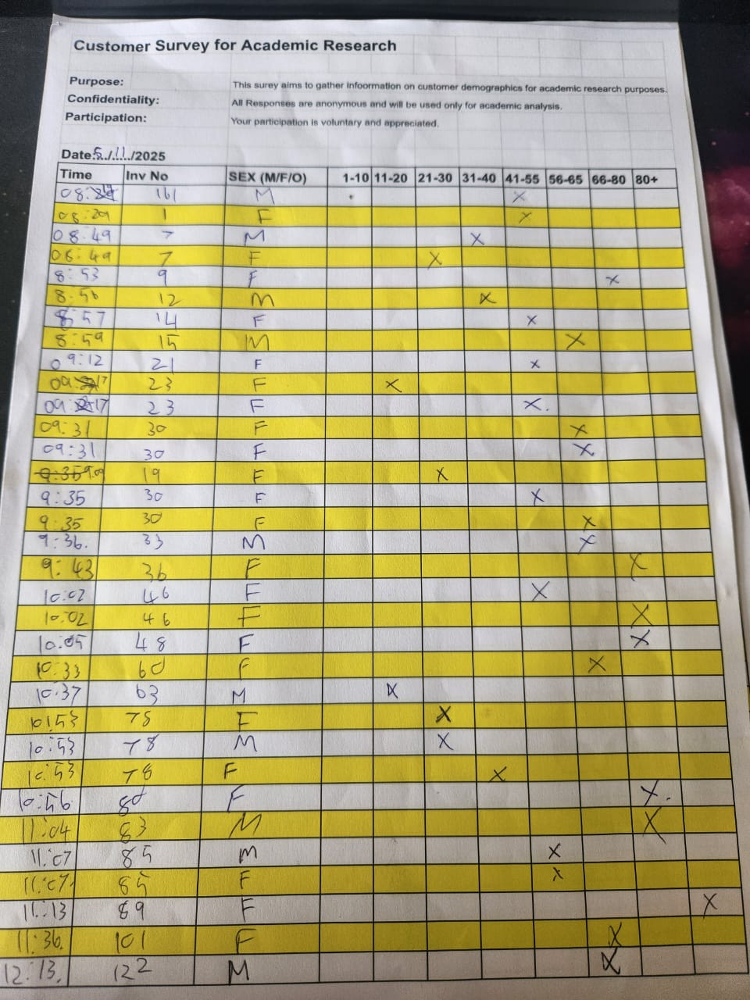 Customer Survey for Academic Research
Purpose: This surey aims to gather infoormation on customer demographics for academic research purposes.
Confidentiality: All Responses are anonymous and will be used only for academic analysis.
Participation: Your participation is voluntary and appreciated.
Date: 5/11/2025
Time Inv No SEX (M/F/O) 1-10 11-20 21-30 31-40 41-55 56-65 66-80 80+
08: 161 M X
08:29 1 F X
08:49 7 M X
08:49 7 F X
8:53 9 F X
8:56 12 M X
8:57 14 F X
8:59 15 M X
09:12 21 F X
09:17 23 F X
09:17 23 F X.
09:31 30 F X
09:31 30 F X
9:35 9:09 19 F X
9:35 30 F X
9:35 30 F X
9:36. 33 M X
9:43 36 F X
10:02 46 F X
10:02 46 F X
10:05 48 F X
10:33 60 F X
10:37 63 M X
10:53 78 F X
10:53 78 M X
10:53 78 F X
10:56 80 F X.
11:04 83 M X
11:07 85 M X
11:07 85 F X
11:13 89 F X
11:36. 101 F X
12:13. 122 M X